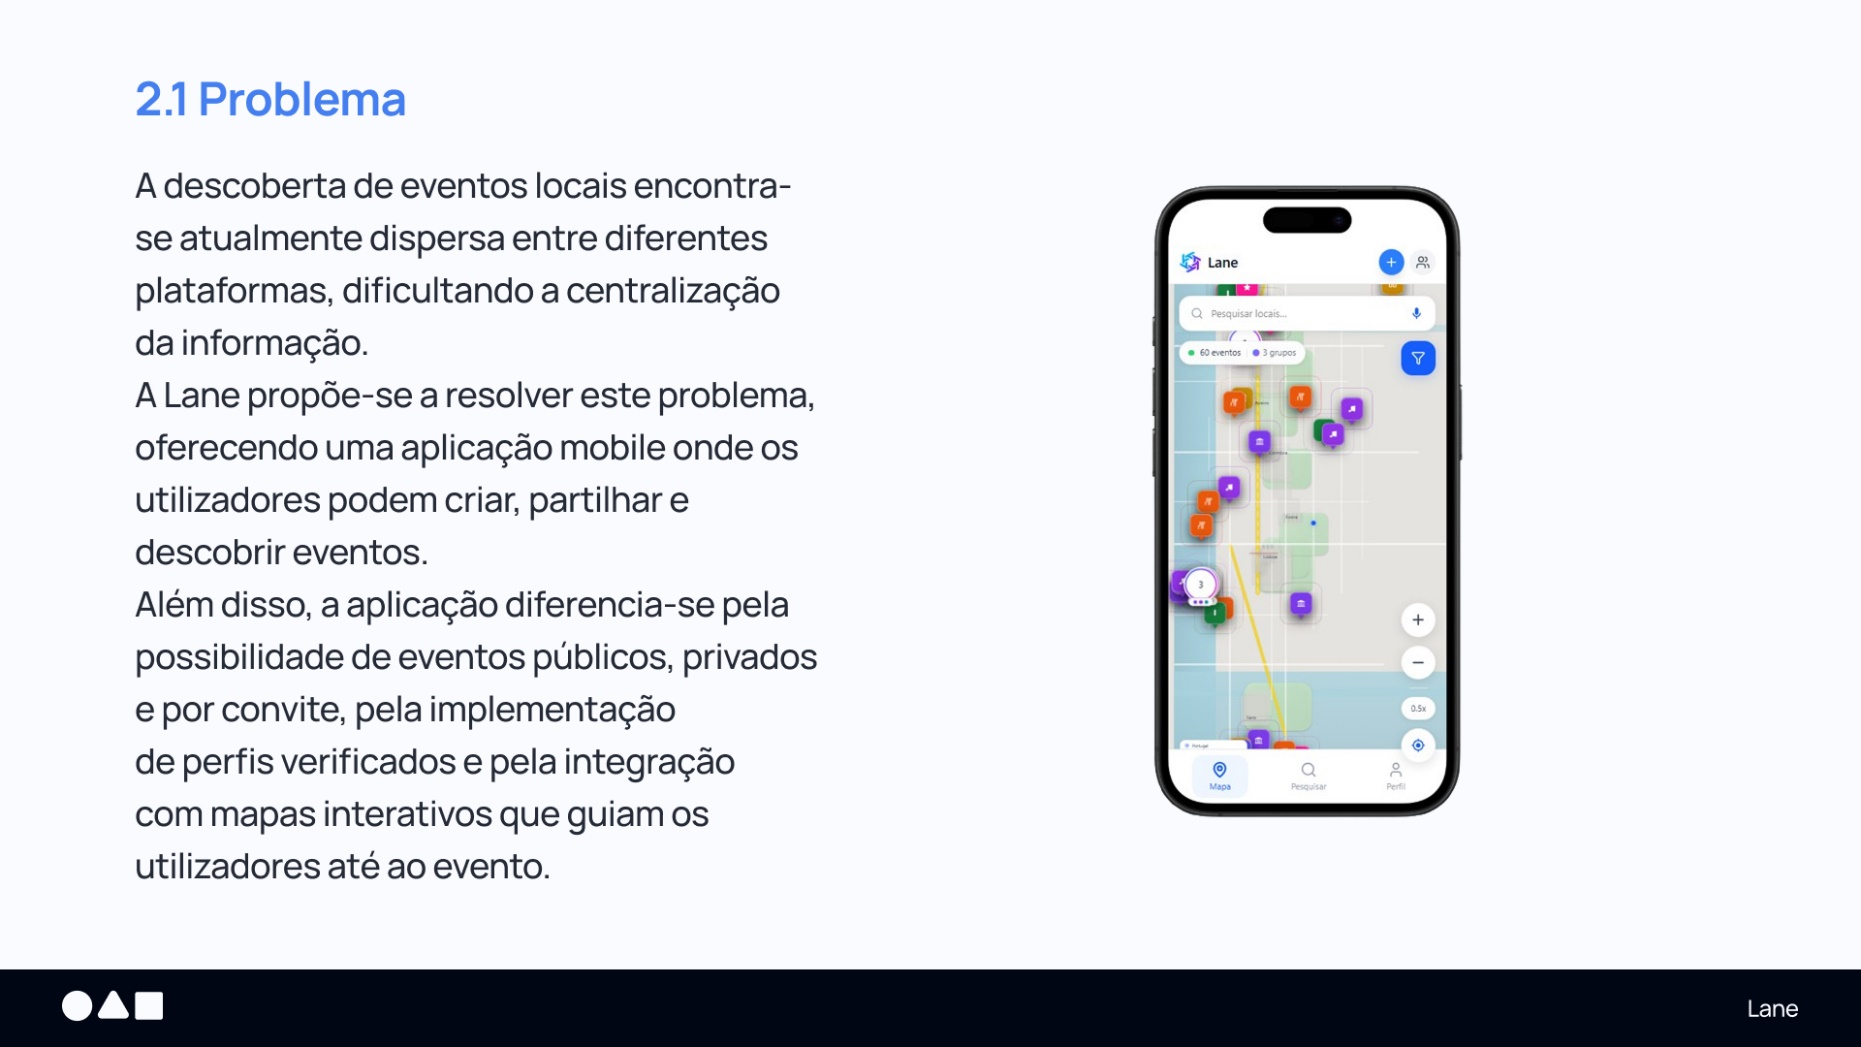 2.1 Problema
A descoberta de eventos locais encontra-
se atualmente dispersa entre diferentes
plataformas, dificultando a centralização
da informação.
A Lane propõe-se a resolver este problema,
oferecendo uma aplicação mobile onde os
utilizadores podem criar, partilhar e
descobrir eventos.
Além disso, a aplicação diferencia-se pela
possibilidade de eventos públicos, privados
e por convite, pela implementação
de perfis verificados e pela integração
com mapas interativos que guiam os
utilizadores até ao evento.
Lane
Pesquisar locais...
60 eventos 3 grupos
3
0.5x
Portugal
Mapa Pesquisar Perfil
Lane